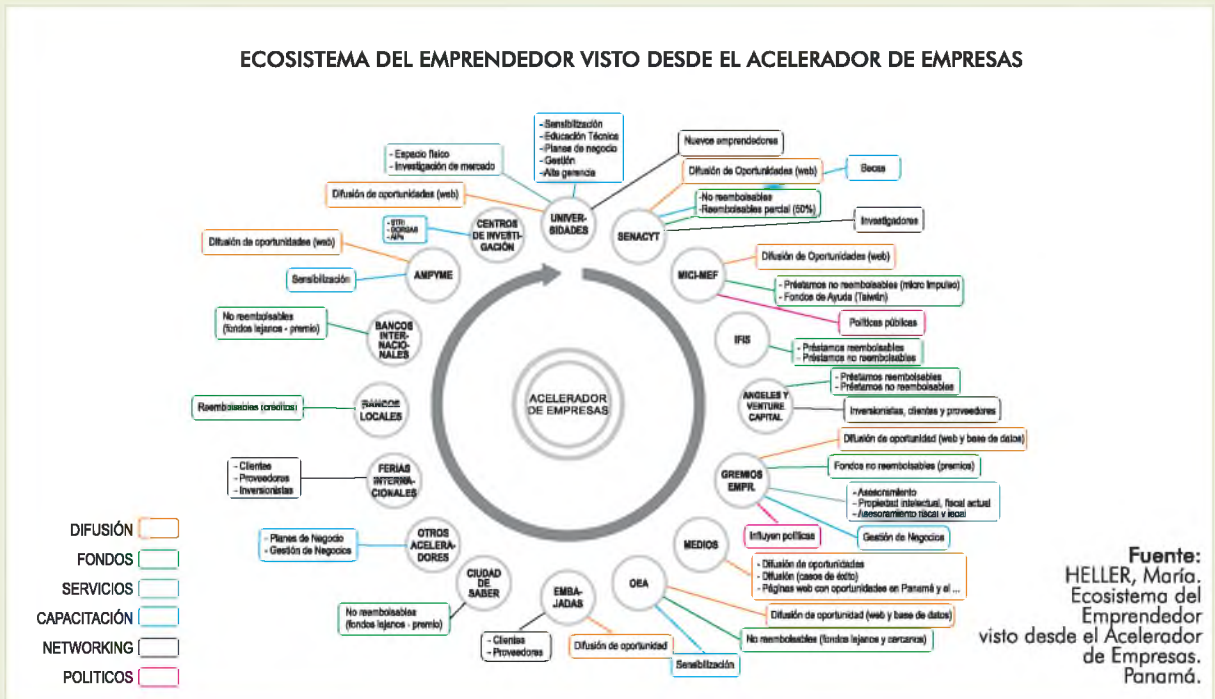 ECOSISTEMA DEL EMPRENDEDOR VISTO DESDE EL ACELERADOR DE EMPRESAS
- Sensibilización
- Educación Técnica
- Planes de negocio
- Gestión
- Alta gerencia
Nuevos emprendedores
- Espacio físico
- Investigación de mercado
Difusión de Oportunidades (web)
Becas
Difusión de oportunidades (web)
-No reembolsables
-Reembolsables parcial (50%)
UNIVER-
SIDADES
- STRI
- GORGAS
- AIPs
CENTROS
DE INVESTI-
GACIÓN
SENACYT
Investigadores
Difusión de oportunidades (web)
AMPYME
MICI-MEF
Difusión de Oportunidades (web)
Sensibilización
- Préstamos no reembolsables (micro Impulso)
- Fondos de Ayuda (Taiwán)
No reembolsables
(fondos lejanos - premio)
BANCOS
INTER-
NACIO-
NALES
Políticas públicas
IFIS
- Préstamos reembolsables
- Préstamos no reembolsables
- Préstamos reembolsables
- Préstamos no reembolsables
ACELERADOR
DE EMPRESAS
ANGELES Y
VENTURE
CAPITAL
Reembolsables (créditos)
BANCOS
LOCALES
Inversionistas, clientes y proveedores
Difusión de oportunidad (web y base de datos)
- Clientes
- Proveedores
- Inversionistas
FERIAS
INTERNA-
CIONALES
GREMIOS
EMPR.
Fondos no reembolsables (premios)
- Asesoramiento
- Propiedad intelectual, fiscal actual
- Asesoramiento fiscal y legal
- Planes de Negocio
- Gestión de Negocios
OTROS
ACELERA-
DORES
MEDIOS
Influyen políticas
Gestión de Negocios
CIUDAD
DE
SABER
EMBA-
JADAS
OEA
- Difusión de oportunidades
- Difusión (casos de éxito)
- Páginas web con oportunidades en Panamá y el ...
No reembolsables
(fondos lejanos - premio)
Difusión de oportunidad (web y base de datos)
- Clientes
- Proveedores
Difusión de oportunidad
No reembolsables (fondos lejanos y cercanos)
Sensibilización
DIFUSIÓN
FONDOS
SERVICIOS
CAPACITACIÓN
NETWORKING
POLITICOS
Fuente:
HELLER, María.
Ecosistema del
Emprendedor
visto desde el Acelerador
de Empresas.
Panamá.